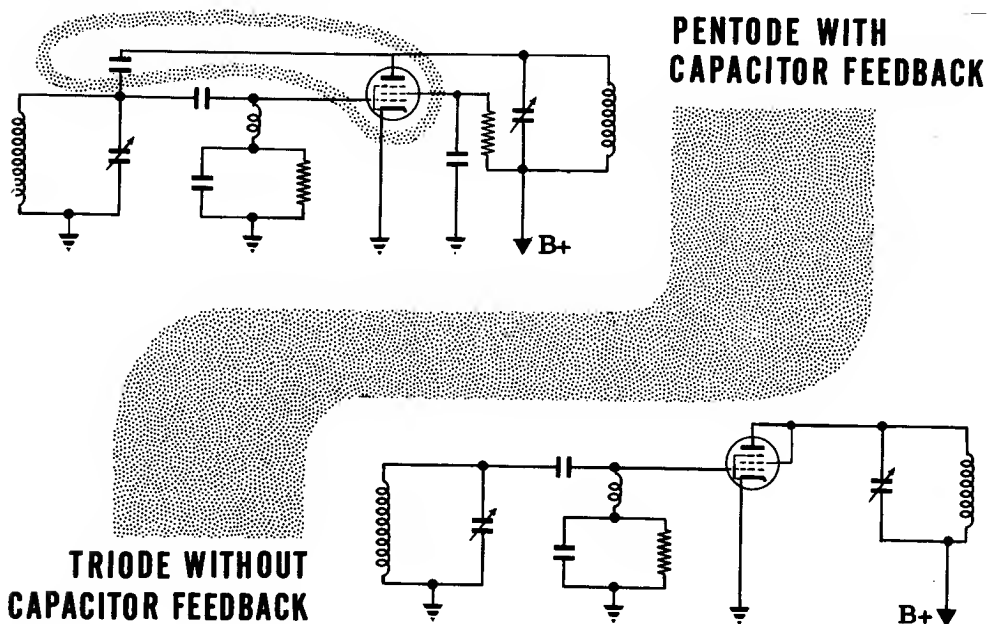 PENTODE WITH
CAPACITOR FEEDBACK
B+
TRIODE WITHOUT
CAPACITOR FEEDBACK
B+